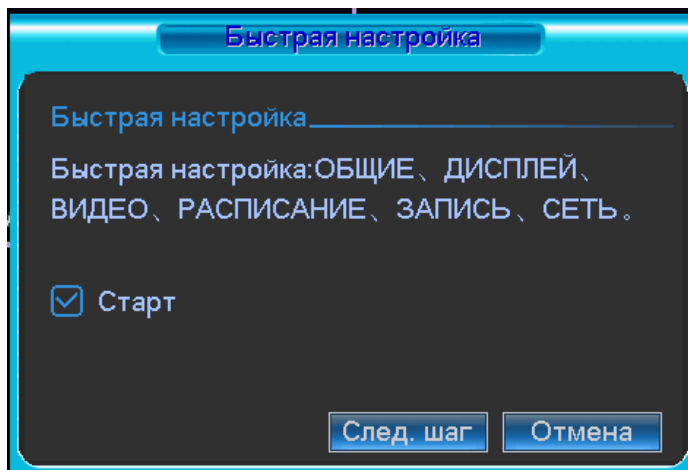 Быстрая настройка
Быстрая настройка
Быстрая настройка:ОБЩИЕ、ДИСПЛЕЙ、
ВИДЕО、РАСПИСАНИЕ、ЗАПИСЬ、СЕТЬ。
Старт
След. шаг Отмена